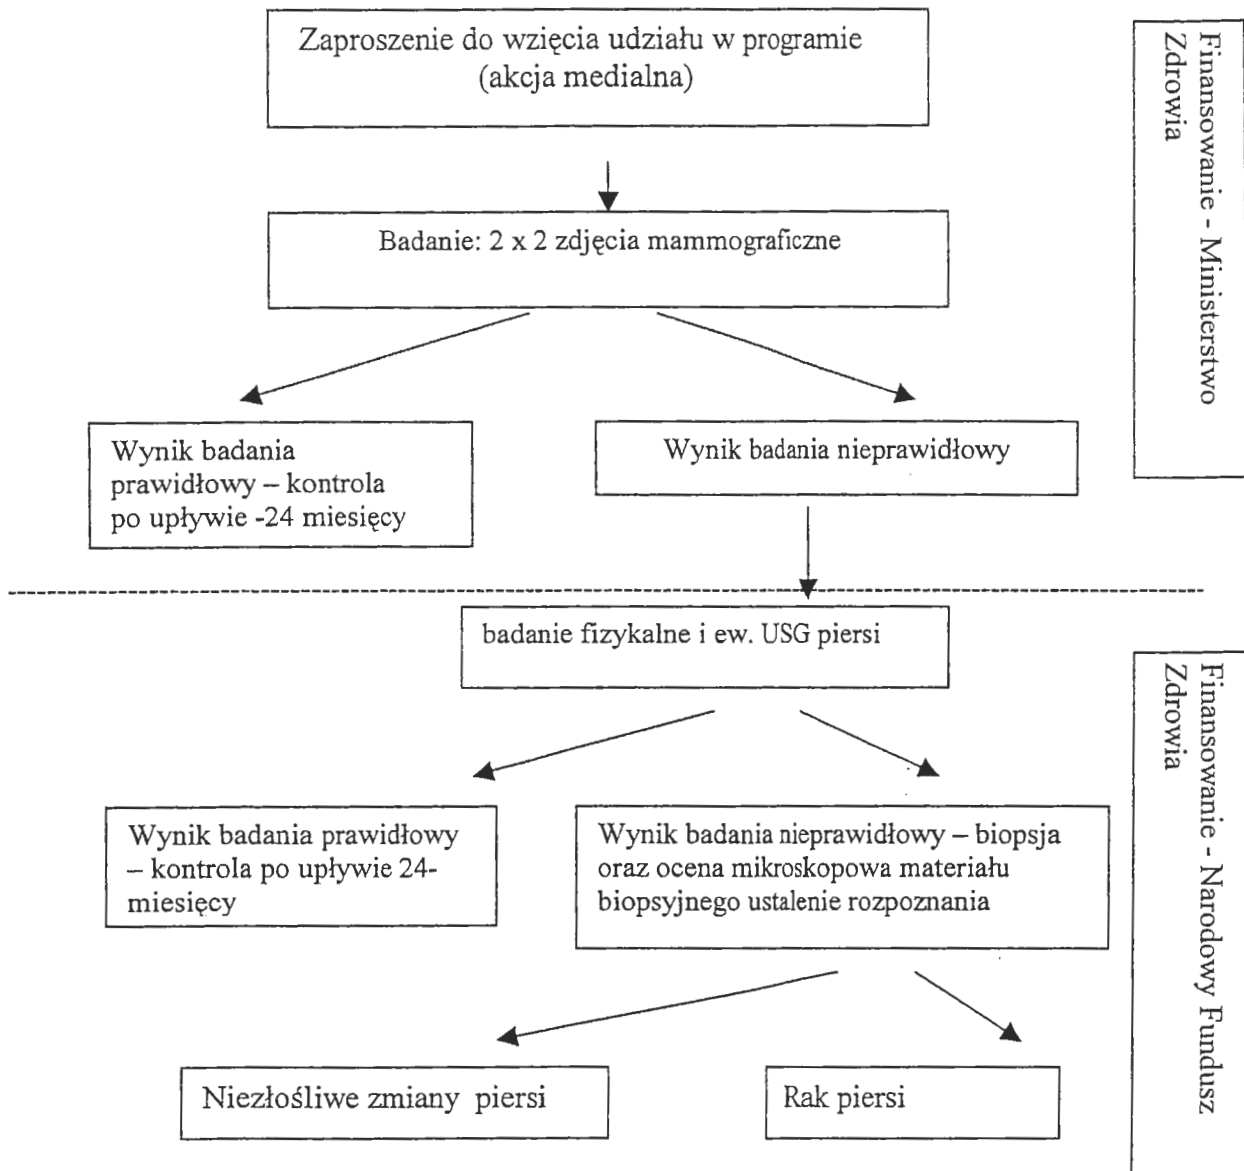 Zaproszenie do wzięcia udziału w programie
(akcja medialna)
Finansowanie - Ministerstwo
Zdrowia
Badanie: 2 x 2 zdjęcia mammograficzne
Wynik badania
prawidłowy – kontrola
po upływie -24 miesięcy
Wynik badania nieprawidłowy
badanie fizykalne i ew. USG piersi
Finansowanie - Narodowy Fundusz
Zdrowia
Wynik badania prawidłowy
– kontrola po upływie 24-
miesięcy
Wynik badania nieprawidłowy – biopsja
oraz ocena mikroskopowa materiału
biopsyjnego ustalenie rozpoznania
Niezłośliwe zmiany piersi
Rak piersi